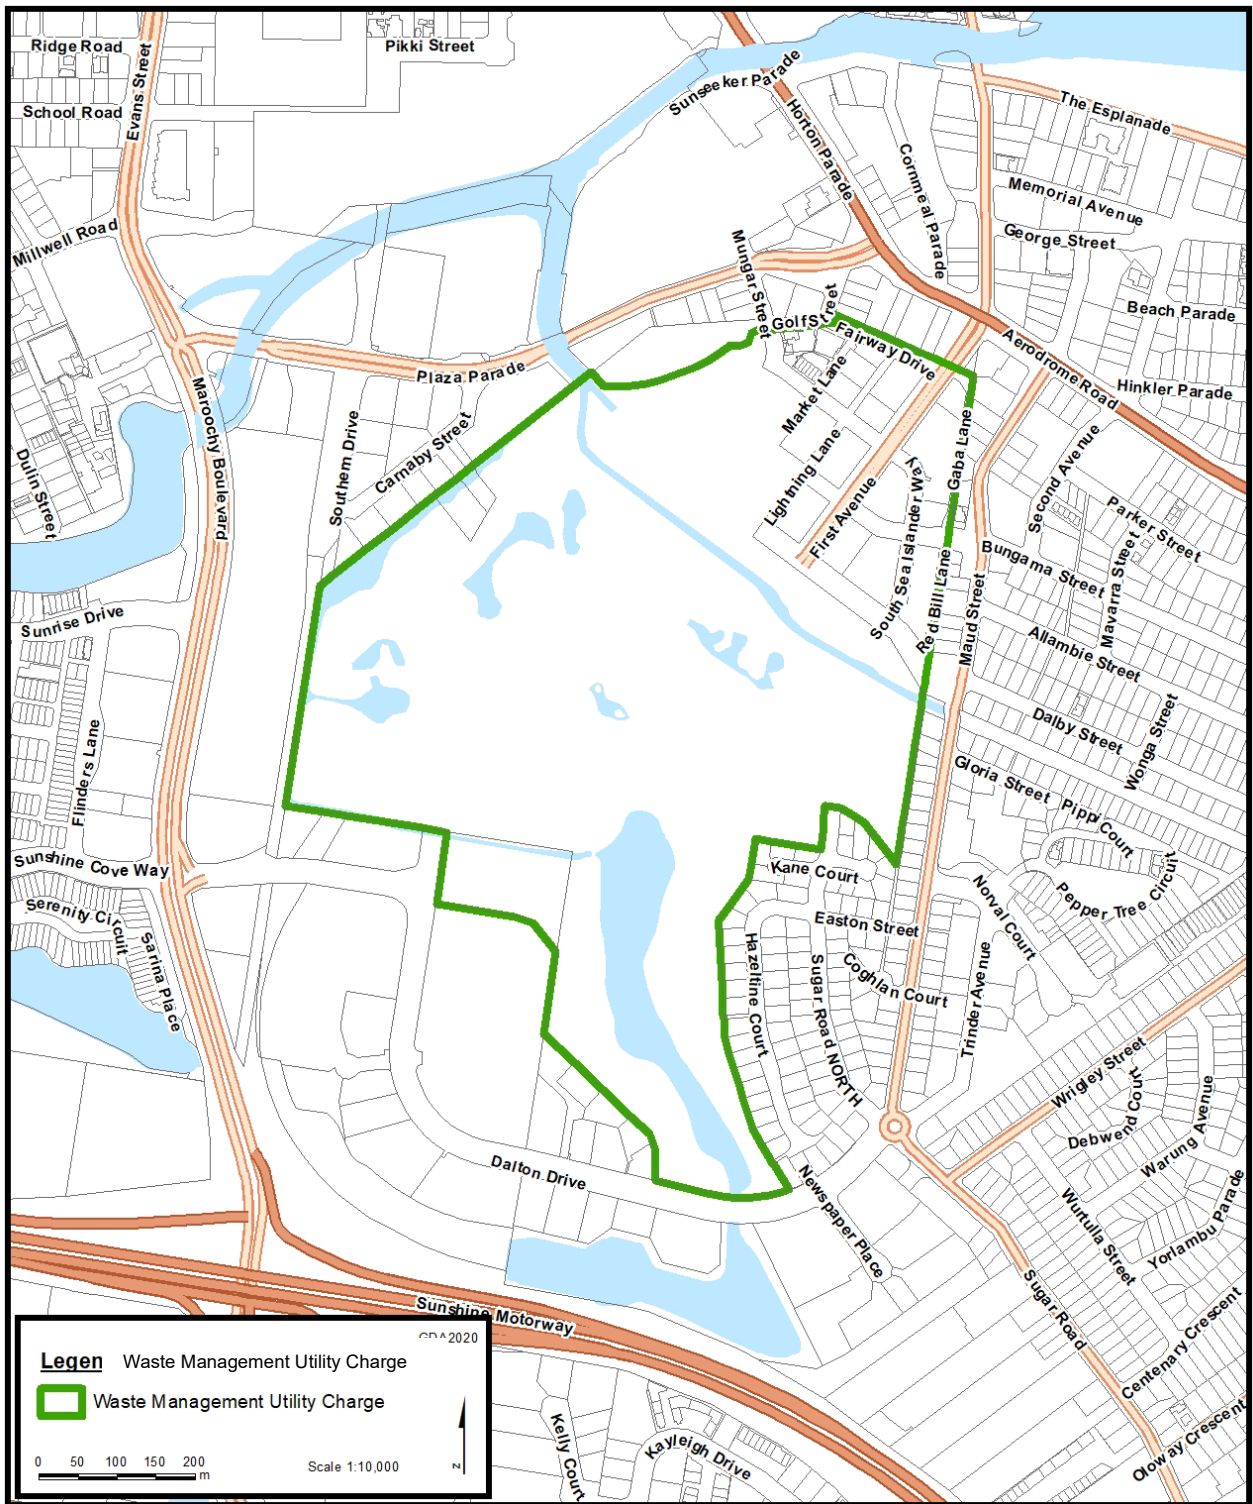 Ridge Road
Pikki Street
Evans Street
School Road
Sunseeker Parade
Horton Parade
The Esplanade
Cornmeal Parade
Memorial Avenue
Millwell Road
George Street
Mungar Street
Beach Parade
Golf Street
Fairway Drive
Aerodrome Road
Plaza Parade
Market Lane
Hinkler Parade
Maroochy Boulevard
Southern Drive
Carnaby Street
Gaba Lane
Second Avenue
Dulin Street
Lightning Lane
First Avenue
South Sea Islander Way
Parker Street
Bungama Street
Mavarra Street
Red Bill Lane
Maud Street
Sunrise Drive
Allambie Street
Dalby Street
Wonga Street
Flinders Lane
Gloria Street
Pippi Court
Sunshine Cove Way
Kane Court
Pepper Tree Circuit
Norval Court
Serenity Circuit
Easton Street
Sarina Place
Hazeltine Court
Sugar Road NORTH
Coghlan Court
Trinder Avenue
Wrigley Street
Debwend Court
Warung Avenue
Dalton Drive
Newspaper Place
Wurtulla Street
Yorlambu Parade
Sugar Road
Sunshine Motorway
Centenary Crescent
Oloway Crescent
Kelly Court
Kayleigh Drive
GDA2020
Legen Waste Management Utility Charge
Waste Management Utility Charge
0 50 100 150 200
m
Scale 1:10,000
z